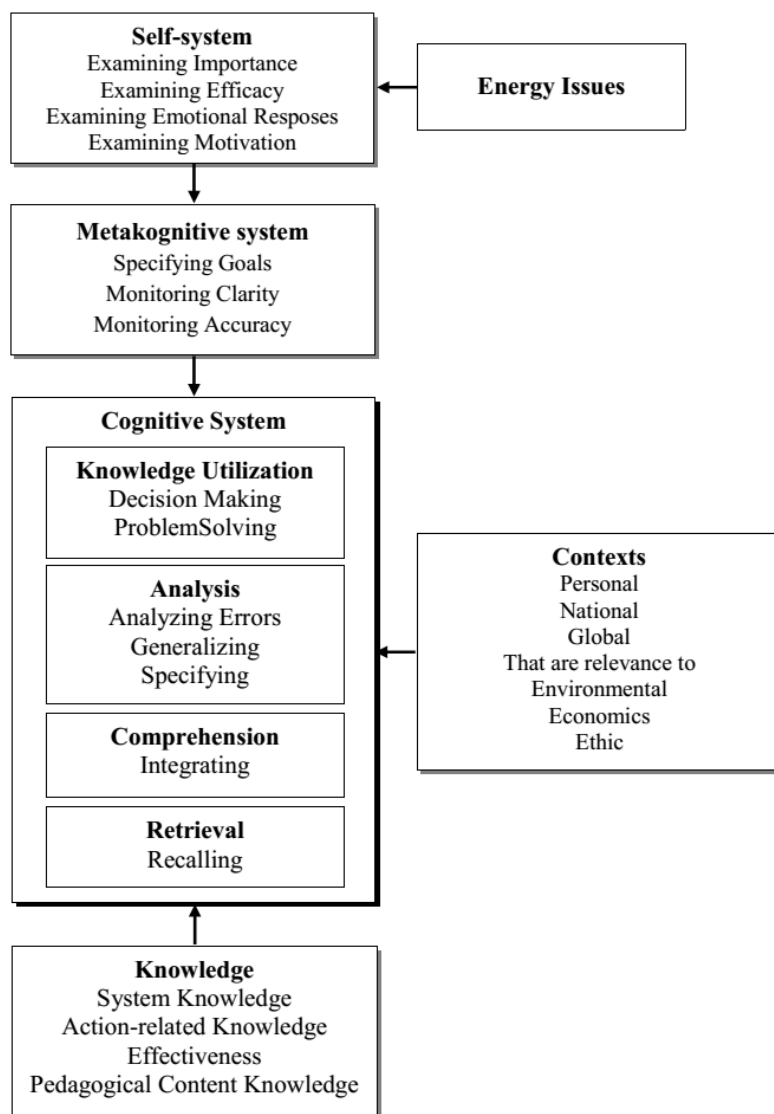 Self-system
Examining Importance
Examining Efficacy
Examining Emotional Resposes
Examining Motivation
Energy Issues
Metakognitive system
Specifying Goals
Monitoring Clarity
Monitoring Accuracy
Cognitive System
Knowledge Utilization
Decision Making
ProblemSolving
Analysis
Analyzing Errors
Generalizing
Specifying
Comprehension
Integrating
Retrieval
Recalling
Contexts
Personal
National
Global
That are relevance to
Environmental
Economics
Ethic
Knowledge
System Knowledge
Action-related Knowledge
Effectiveness
Pedagogical Content Knowledge